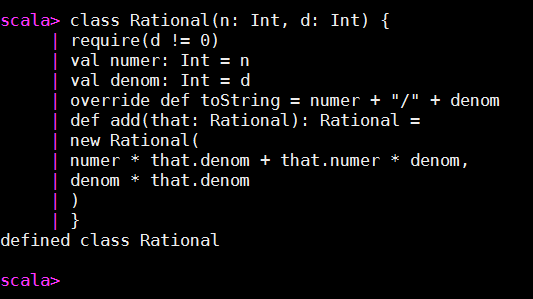 scala> class Rational(n: Int, d: Int) {
| require(d != 0)
| val numer: Int = n
| val denom: Int = d
| override def toString = numer + "/" + denom
| def add(that: Rational): Rational =
| new Rational(
| numer * that.denom + that.numer * denom,
| denom * that.denom
| )
| }
defined class Rational
scala>